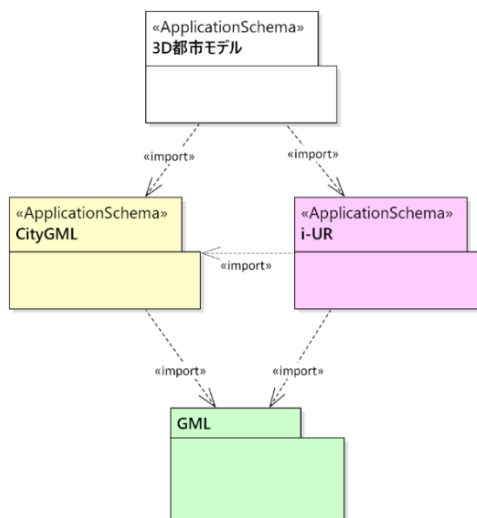 «ApplicationSchema»
3D都市モデル
«import»
«import»
«ApplicationSchema»
CityGML
«ApplicationSchema»
i-UR
«import»
«import»
«import»
GML